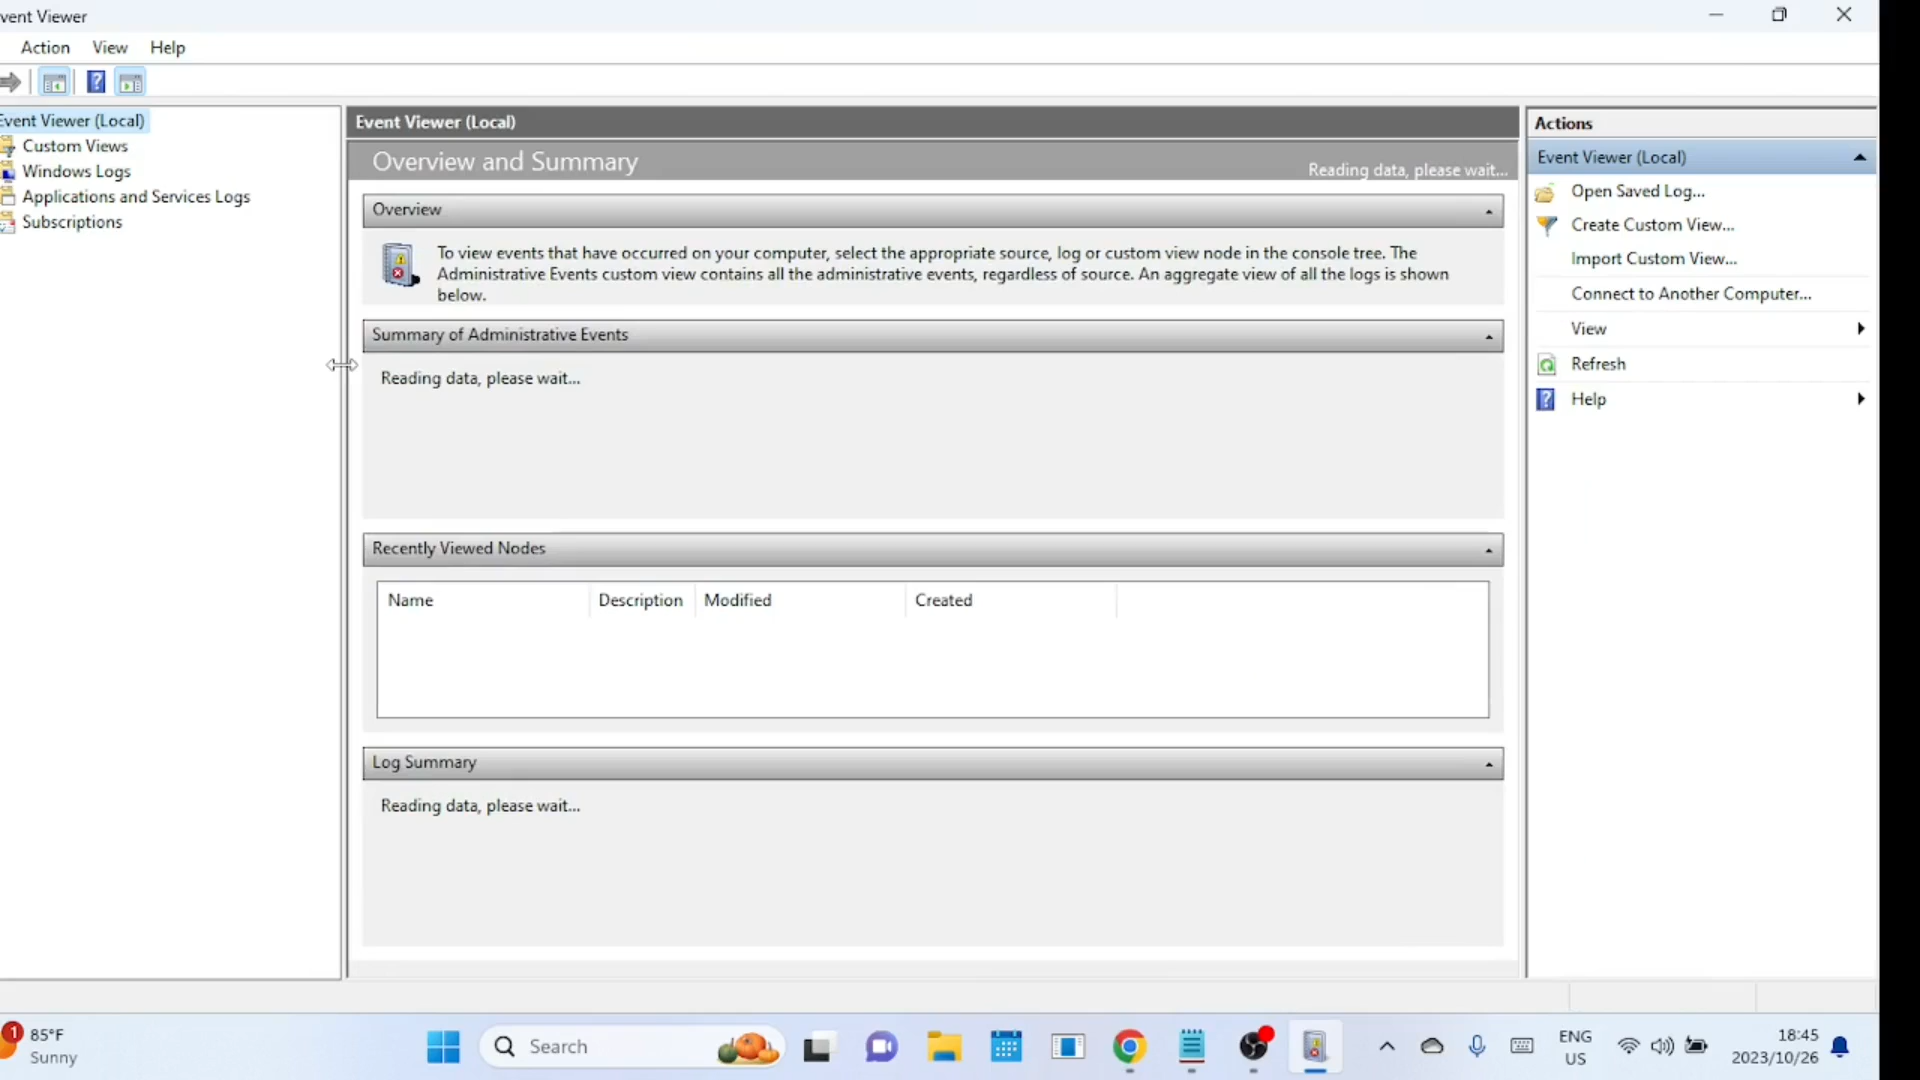 vent Viewer
Action View Help
Event Viewer (Local)
Custom Views
Windows Logs
Applications and Services Logs
Subscriptions
Event Viewer (Local)
Overview and Summary
Reading data, please wait...
Overview
To view events that have occurred on your computer, select the appropriate source, log or custom view node in the console tree. The
Administrative Events custom view contains all the administrative events, regardless of source. An aggregate view of all the logs is shown
below.
Summary of Administrative Events
Reading data, please wait...
Recently Viewed Nodes
Name Description Modified Created
Log Summary
Reading data, please wait...
Actions
Event Viewer (Local)
Open Saved Log...
Create Custom View...
Import Custom View...
Connect to Another Computer...
View
Refresh
Help
1
85°F
Sunny
Search
ENG
US
18:45
2023/10/26